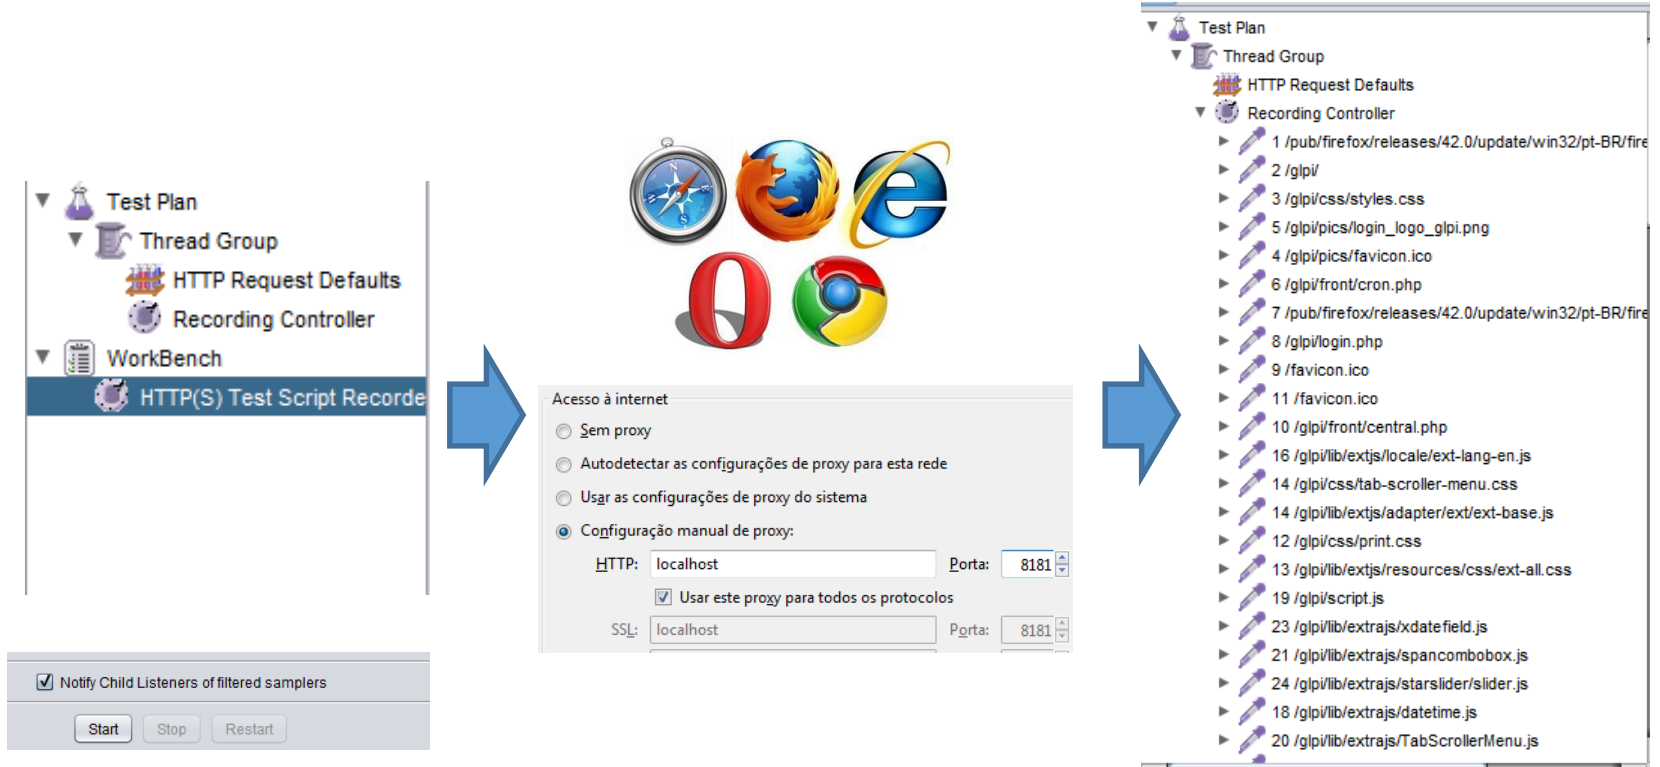 Test Plan
Thread Group
HTTP Request Defaults
Recording Controller
WorkBench
HTTP(S) Test Script Recorde
Notify Child Listeners of filtered samplers
Start Stop Restart
Acesso à internet
Sem proxy
Autodetectar as configurações de proxy para esta rede
Usar as configurações de proxy do sistema
Configuração manual de proxy:
HTTP: localhost Porta: 8181
Usar este proxy para todos os protocolos
SSL: localhost Porta: 8181
Test Plan
Thread Group
HTTP Request Defaults
Recording Controller
1 /pub/firefox/releases/42.0/update/win32/pt-BR/fire
2 /glpi/
3 /glpi/css/styles.css
5 /glpi/pics/login_logo_glpi.png
4 /glpi/pics/favicon.ico
6 /glpi/front/cron.php
7 /pub/firefox/releases/42.0/update/win32/pt-BR/fire
8 /glpi/login.php
9 /favicon.ico
11 /favicon.ico
10 /glpi/front/central.php
16 /glpi/lib/extjs/locale/ext-lang-en.js
14 /glpi/css/tab-scroller-menu.css
14 /glpi/lib/extjs/adapter/ext/ext-base.js
12 /glpi/css/print.css
13 /glpi/lib/extjs/resources/css/ext-all.css
19 /glpi/script.js
23 /glpi/lib/extrajs/xdatefield.js
21 /glpi/lib/extrajs/spancombobox.js
24 /glpi/lib/extrajs/starslider/slider.js
18 /glpi/lib/extrajs/datetime.js
20 /glpi/lib/extrajs/TabScrollerMenu.js